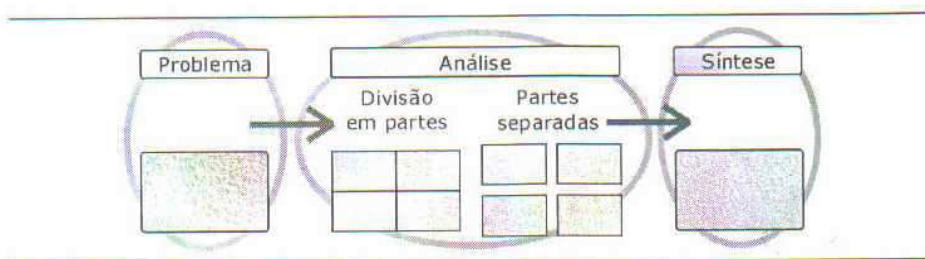 Problema
Análise
Síntese
Divisão
em partes
Partes
separadas